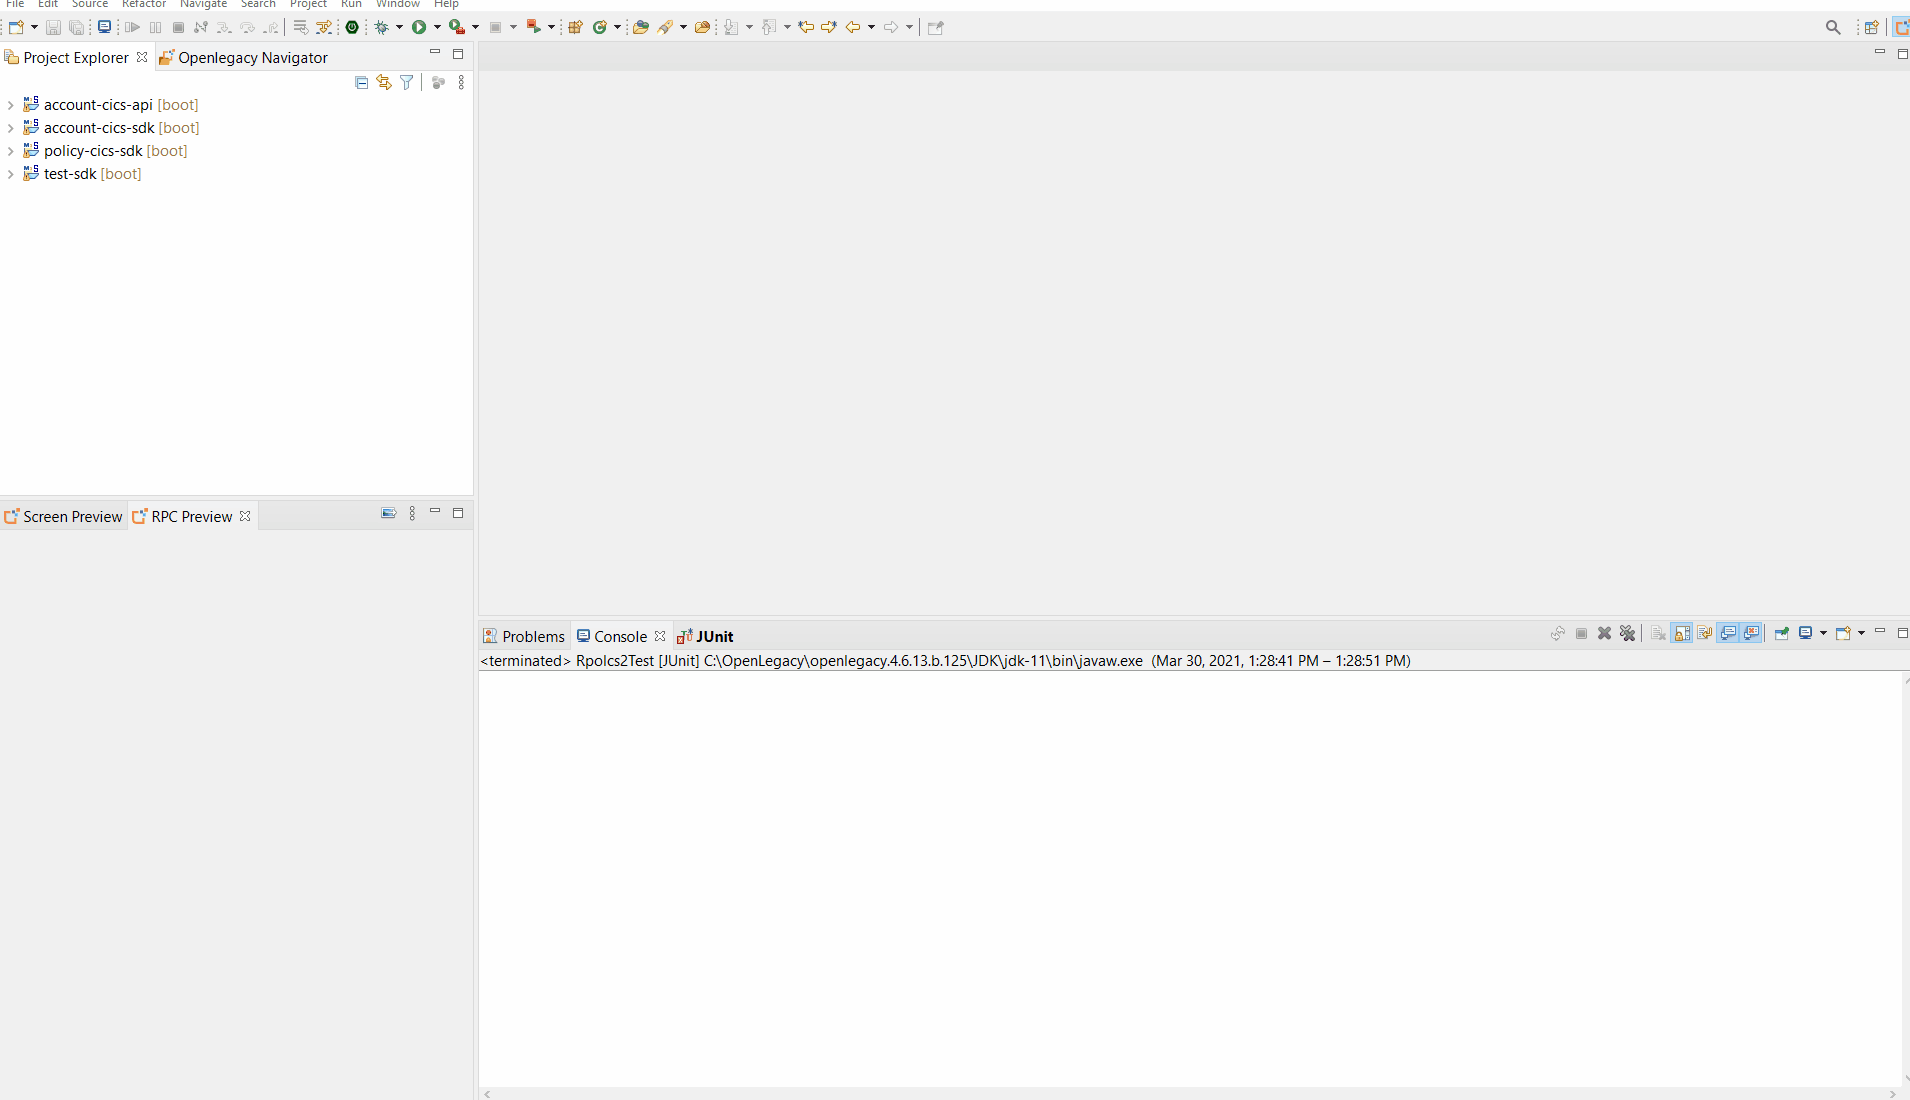 File Edit Source Refactor Navigate Search Project Run Window Help
Project Explorer Openlegacy Navigator
account-cics-api [boot]
account-cics-sdk [boot]
policy-cics-sdk [boot]
test-sdk [boot]
Screen Preview RPC Preview
Problems Console JUnit
<terminated> Rpolcs2Test [JUnit] C:\OpenLegacy\openlegacy.4.6.13.b.125\JDK\jdk-11\bin\javaw.exe (Mar 30, 2021, 1:28:41 PM – 1:28:51 PM)